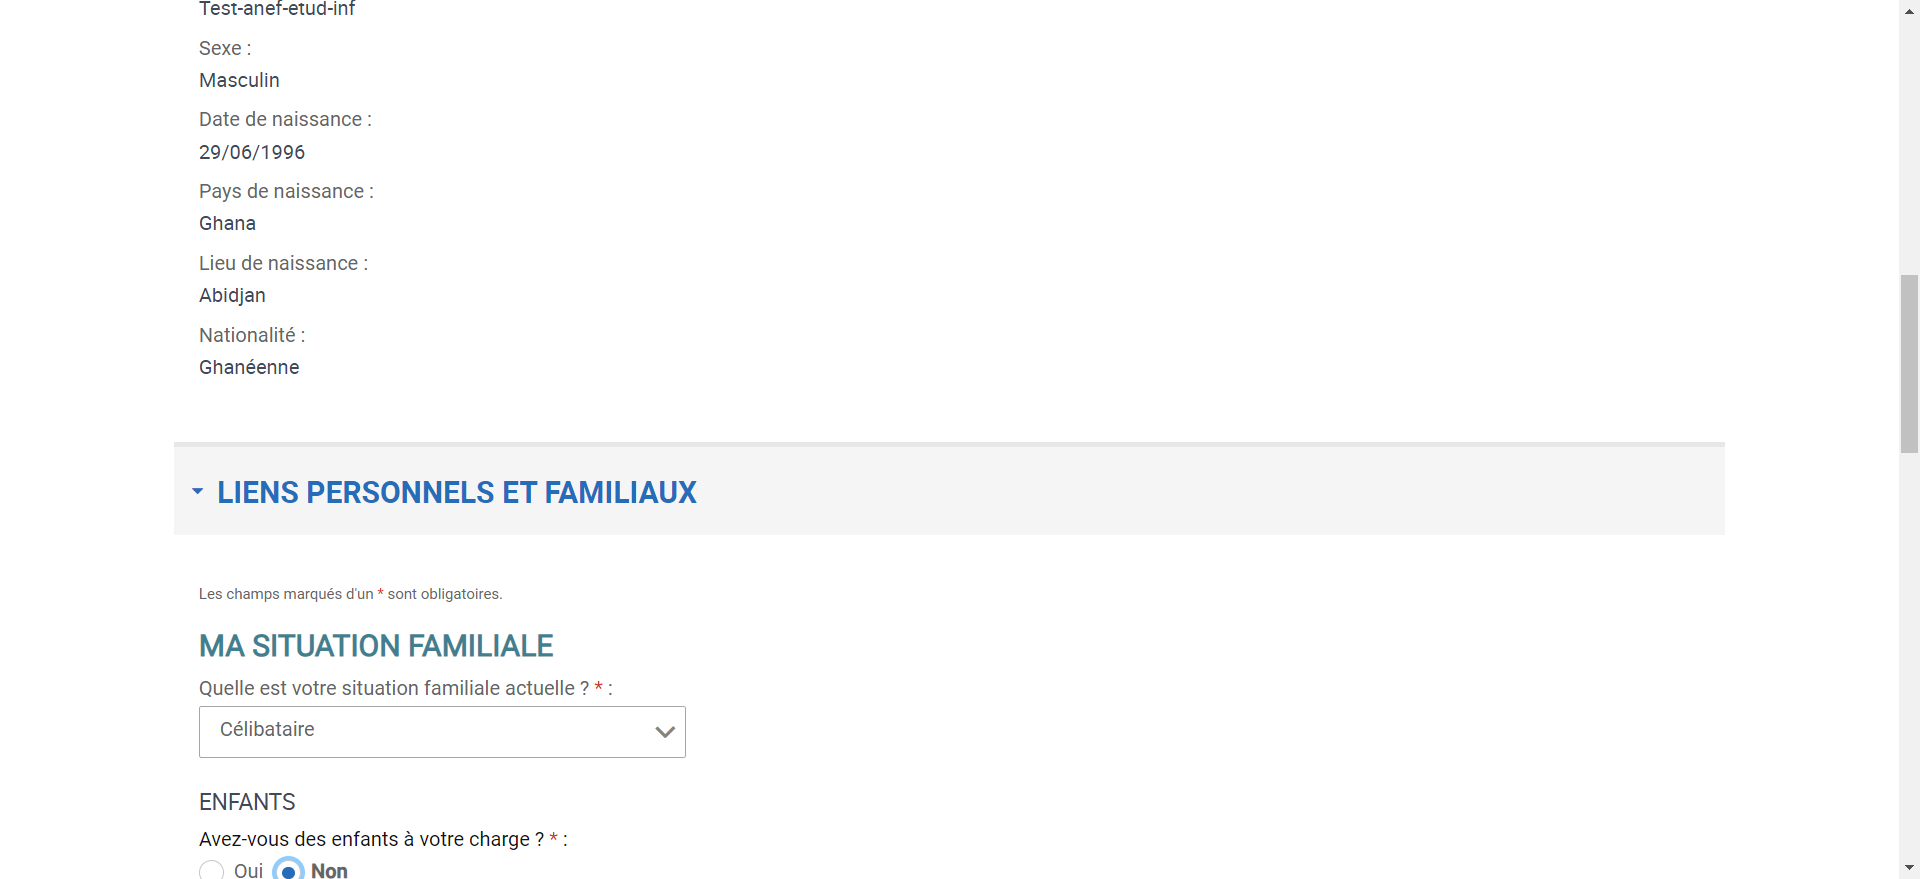 Test-anef-etud-inf
Sexe :
Masculin
Date de naissance :
29/06/1996
Pays de naissance :
Ghana
Lieu de naissance :
Abidjan
Nationalité :
Ghanéenne
LIENS PERSONNELS ET FAMILIAUX
Les champs marqués d'un * sont obligatoires.
MA SITUATION FAMILIALE
Quelle est votre situation familiale actuelle ? * :
Célibataire
ENFANTS
Avez-vous des enfants à votre charge ? * :
Oui Non